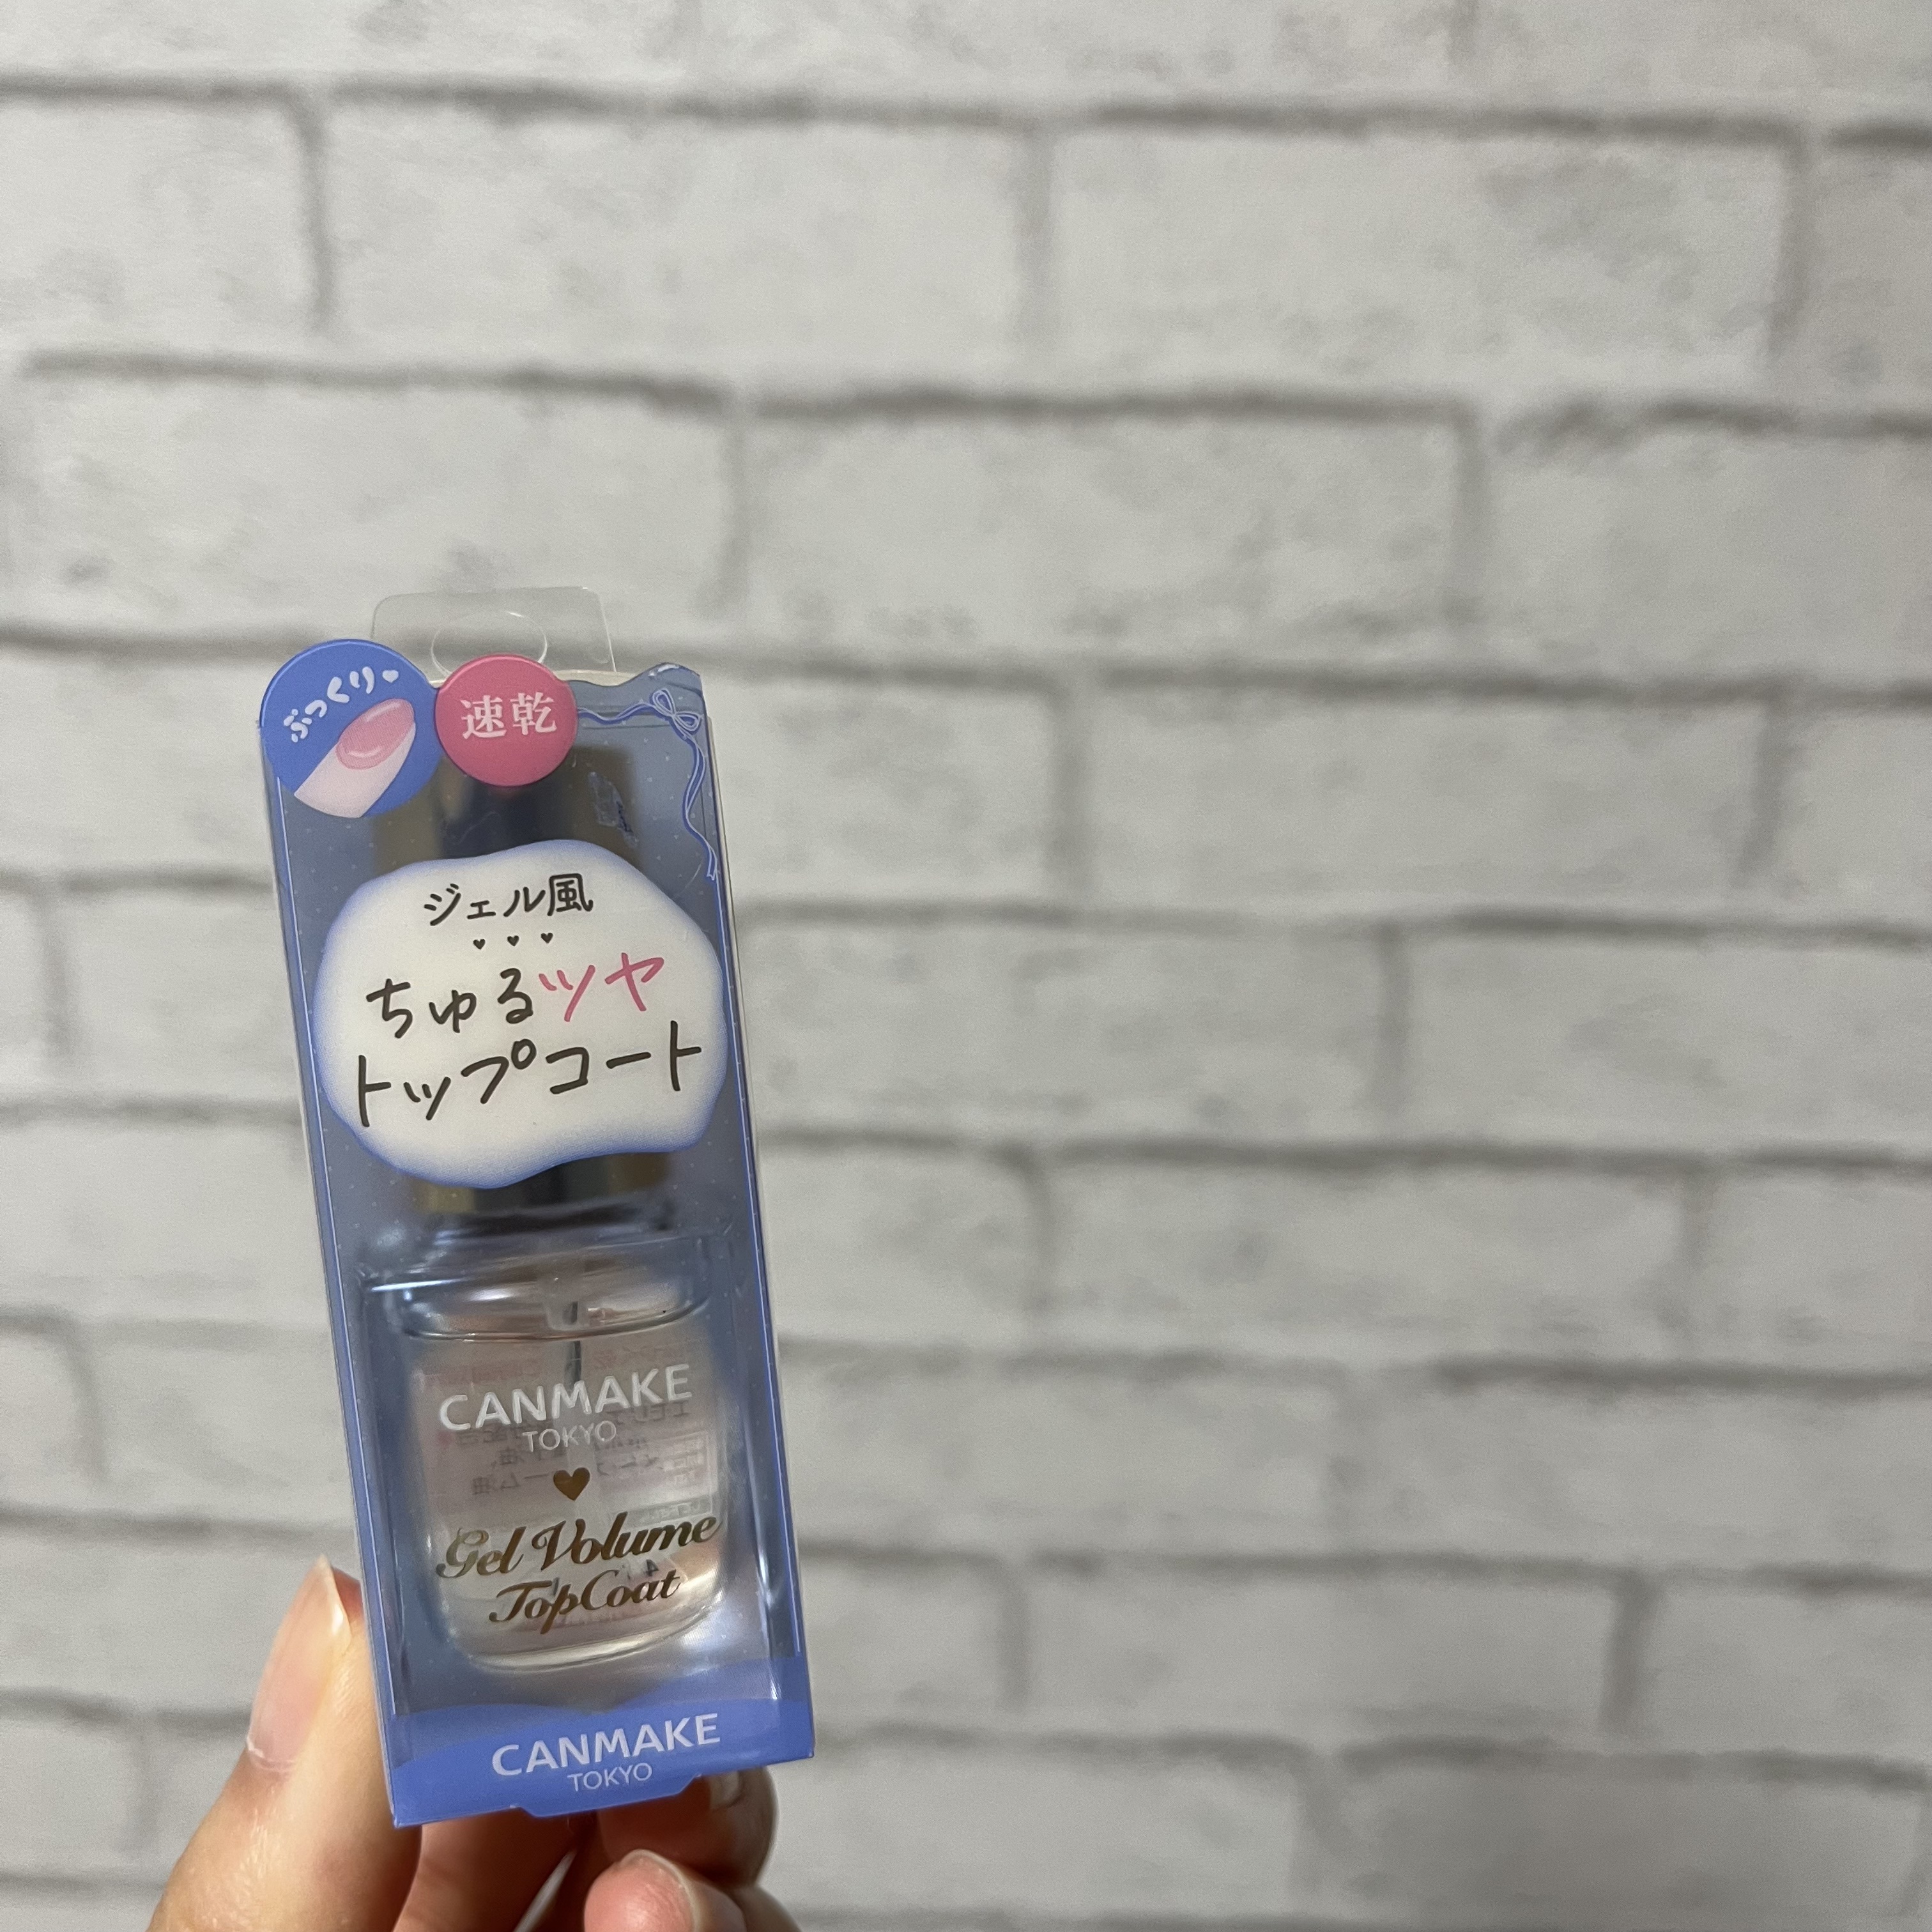 ぷっくり♥
速乾
ジェル風
♥♥♥
ちゅるツヤ
トップコート
CANMAKE
TOKYO
♥
Gel Volume
TopCoat
CANMAKE
TOKYO